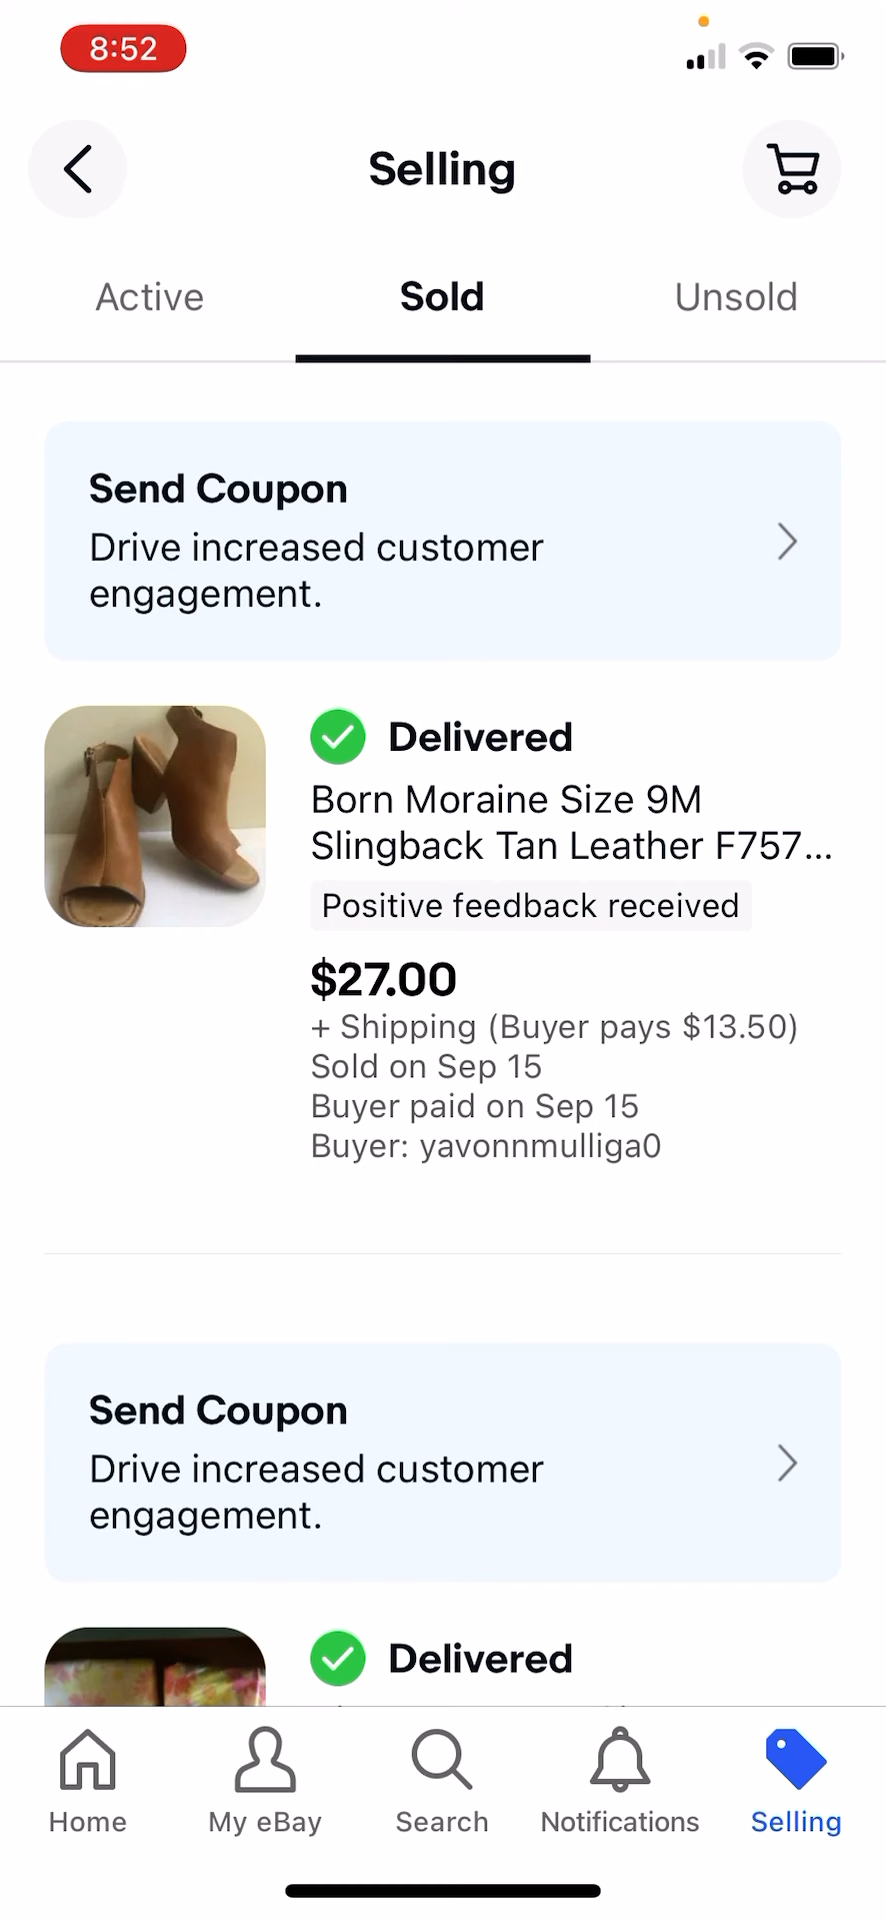 8:52
Selling
Active
Sold
Unsold
Send Coupon
Drive increased customer
engagement.
Delivered
Born Moraine Size 9M
Slingback Tan Leather F757...
Positive feedback received
$27.00
+ Shipping (Buyer pays $13.50)
Sold on Sep 15
Buyer paid on Sep 15
Buyer: yavonnmulliga0
Send Coupon
Drive increased customer
engagement.
Delivered
Home
My eBay
Search
Notifications
Selling